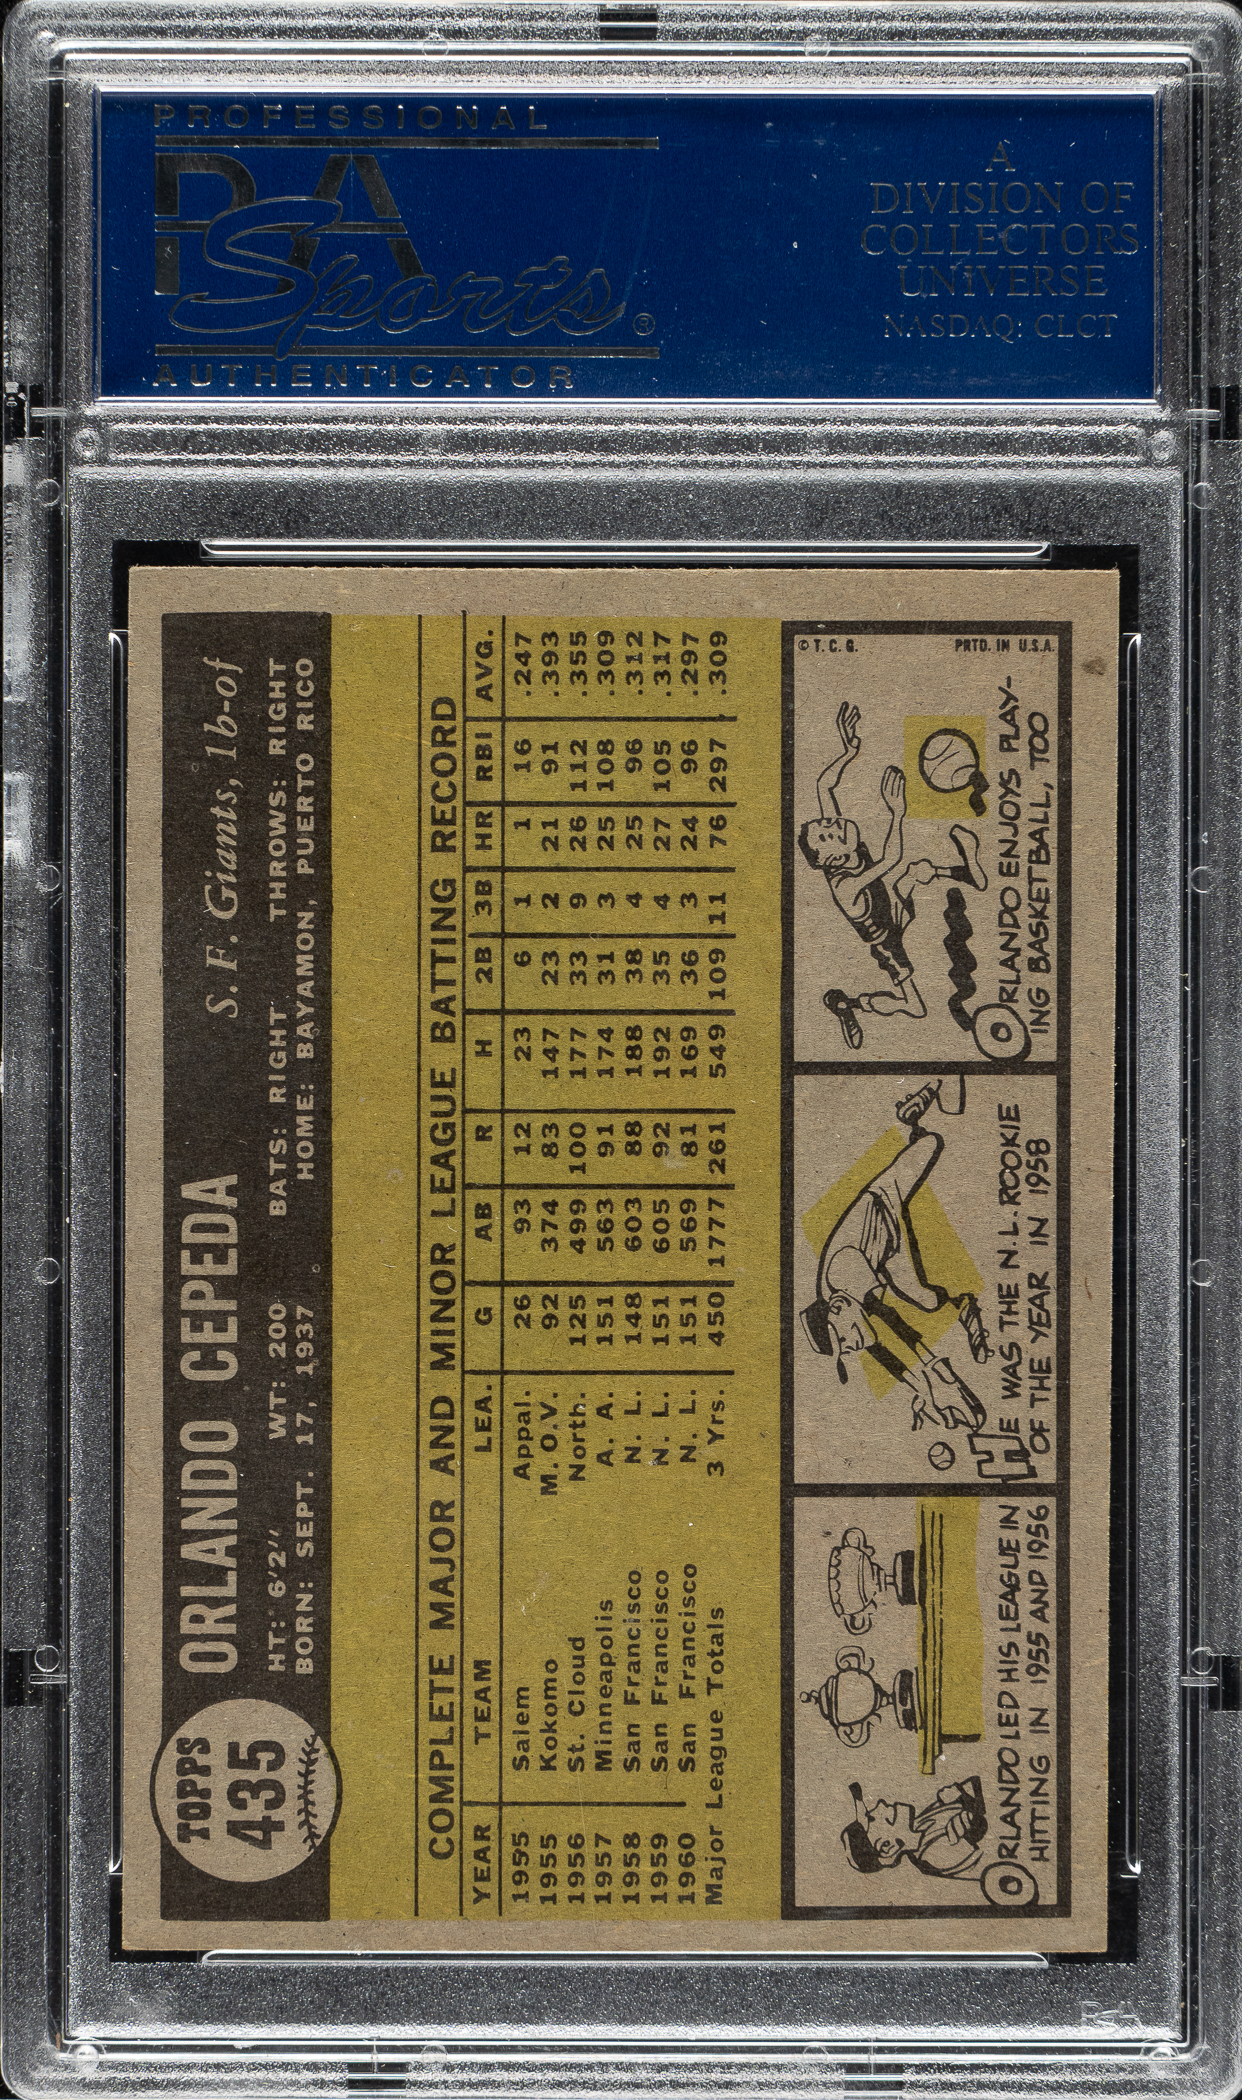 PROFESSIONAL
PSA
Sports®
AUTHENTICATOR
A
DIVISION OF
COLLECTORS
UNIVERSE
NASDAQ: CLCT
TOPPS
435
ORLANDO CEPEDA S. F. Giants, 1b-of
HT: 6'2" WT: 200 BATS: RIGHT THROWS: RIGHT
BORN: SEPT. 17, 1937 HOME: BAYAMON, PUERTO RICO
COMPLETE MAJOR AND MINOR LEAGUE BATTING RECORD
YEAR TEAM LEA. G AB R H 2B 3B HR RBI AVG.
1955 Salem Appal. 26 93 12 23 6 1 1 16 .247
1955 Kokomo M. O. V. 92 374 83 147 23 2 21 91 .393
1956 St. Cloud North. 125 499 100 177 33 9 26 112 .355
1957 Minneapolis A. A. 151 563 91 174 31 3 25 108 .309
1958 San Francisco N. L. 148 603 88 188 38 4 25 96 .312
1959 San Francisco N. L. 151 605 92 192 35 4 27 105 .317
1960 San Francisco N. L. 151 569 81 169 36 3 24 96 .297
Major League Totals 3 Yrs. 450 1777 261 549 109 11 76 297 .309
ORLANDO LED HIS LEAGUE IN
HITTING IN 1955 AND 1956
HE WAS THE N.L. ROOKIE
OF THE YEAR IN 1958
© T. C. G. PRTD. IN U.S.A.
ORLANDO ENJOYS PLAY-
ING BASKETBALL, TOO
PSA